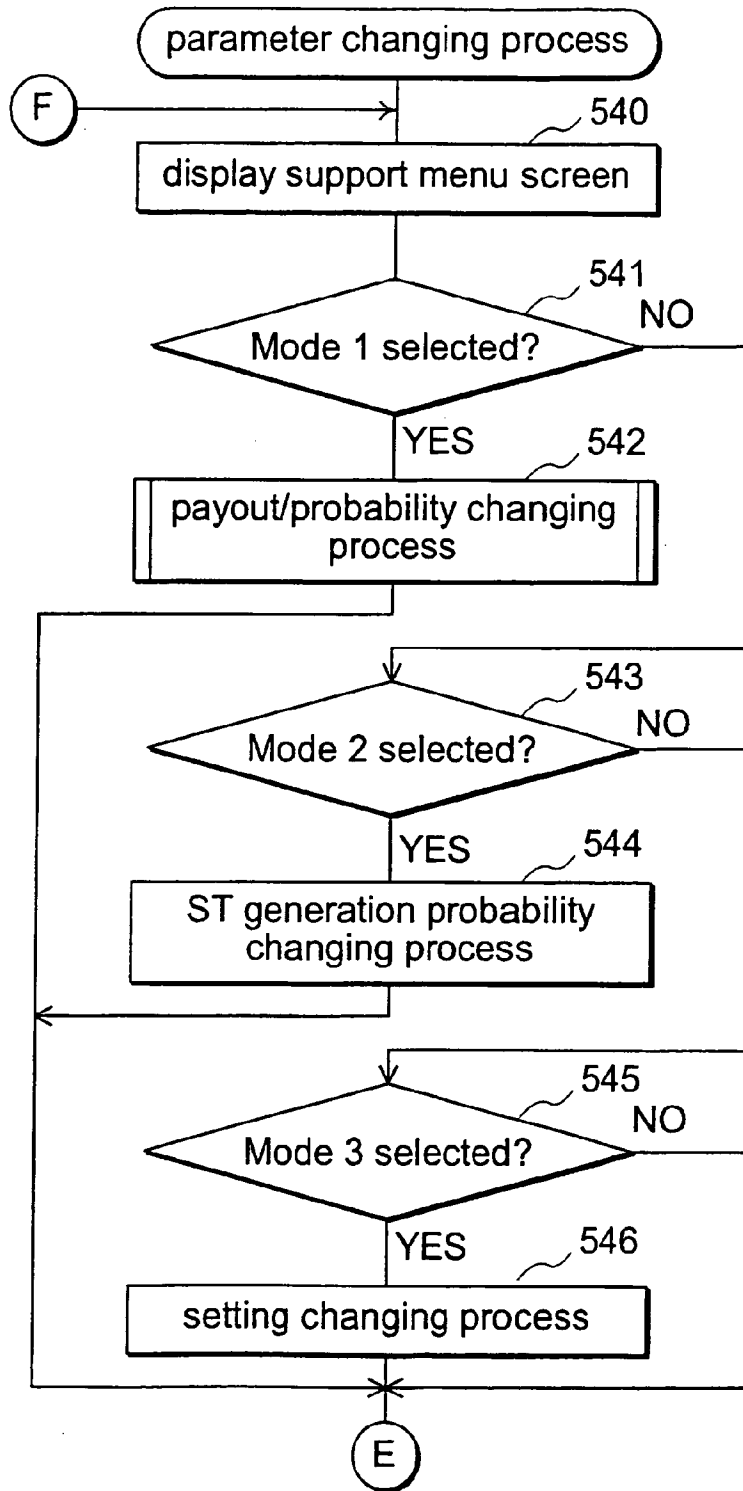 parameter changing process
F
540
display support menu screen
541
NO
Mode 1 selected?
YES
542
payout/probability changing
process
543
NO
Mode 2 selected?
YES
544
ST generation probability
changing process
545
NO
Mode 3 selected?
YES
546
setting changing process
E